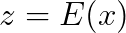 z = E(x)